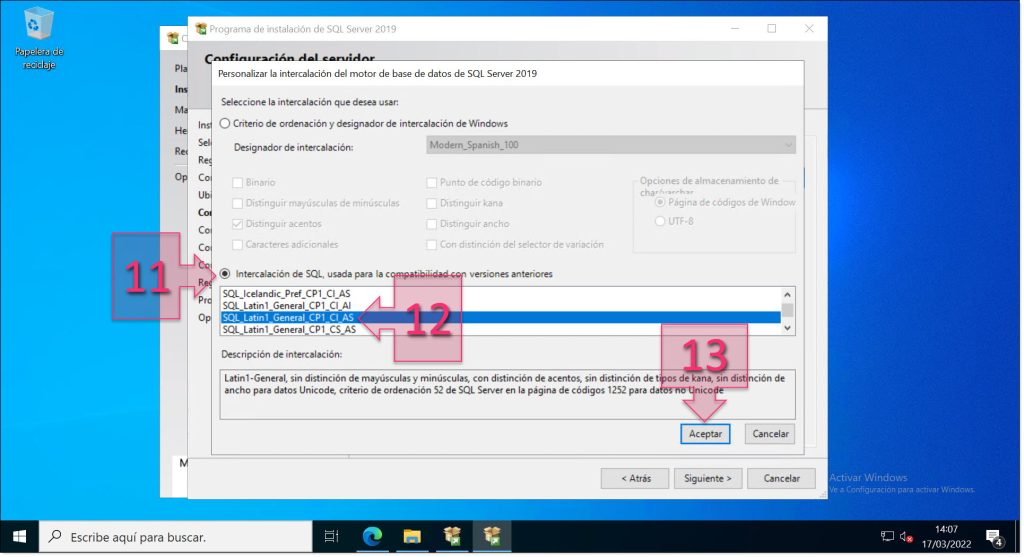 Papelera de
reciclaje
Programa de instalación de SQL Server 2019
Configuración del servidor
Personalizar la intercalación del motor de base de datos de SQL Server 2019
Seleccione la intercalación que desea usar:
Criterio de ordenación y designador de intercalación de Windows
Designador de intercalación:
Modern_Spanish_100
Binario
Punto de código binario
Distinguir mayúsculas de minúsculas
Distinguir kana
Distinguir acentos
Distinguir ancho
Caracteres adicionales
Con distinción del selector de variación
Opciones de almacenamiento de
char/varchar
Página de códigos de Window
UTF-8
11
Intercalación de SQL, usada para la compatibilidad con versiones anteriores
SQL_Icelandic_Pref_CP1_CI_AS
SQL_Latin1_General_CP1_CI_AI
SQL_Latin1_General_CP1_CI_AS
SQL_Latin1_General_CP1_CS_AS
12
Descripción de intercalación:
13
Latin1-General, sin distinción de mayúsculas y minúsculas, con distinción de acentos, sin distinción de tipos de kana, sin distinción de
ancho para datos Unicode, criterio de ordenación 52 de SQL Server en la página de códigos 1252 para datos no Unicode
Aceptar
Cancelar
< Atrás
Siguiente >
Cancelar
Activar Windows
Ve a Configuración para activar Windows.
Escribe aquí para buscar.
14:07
17/03/2022
4